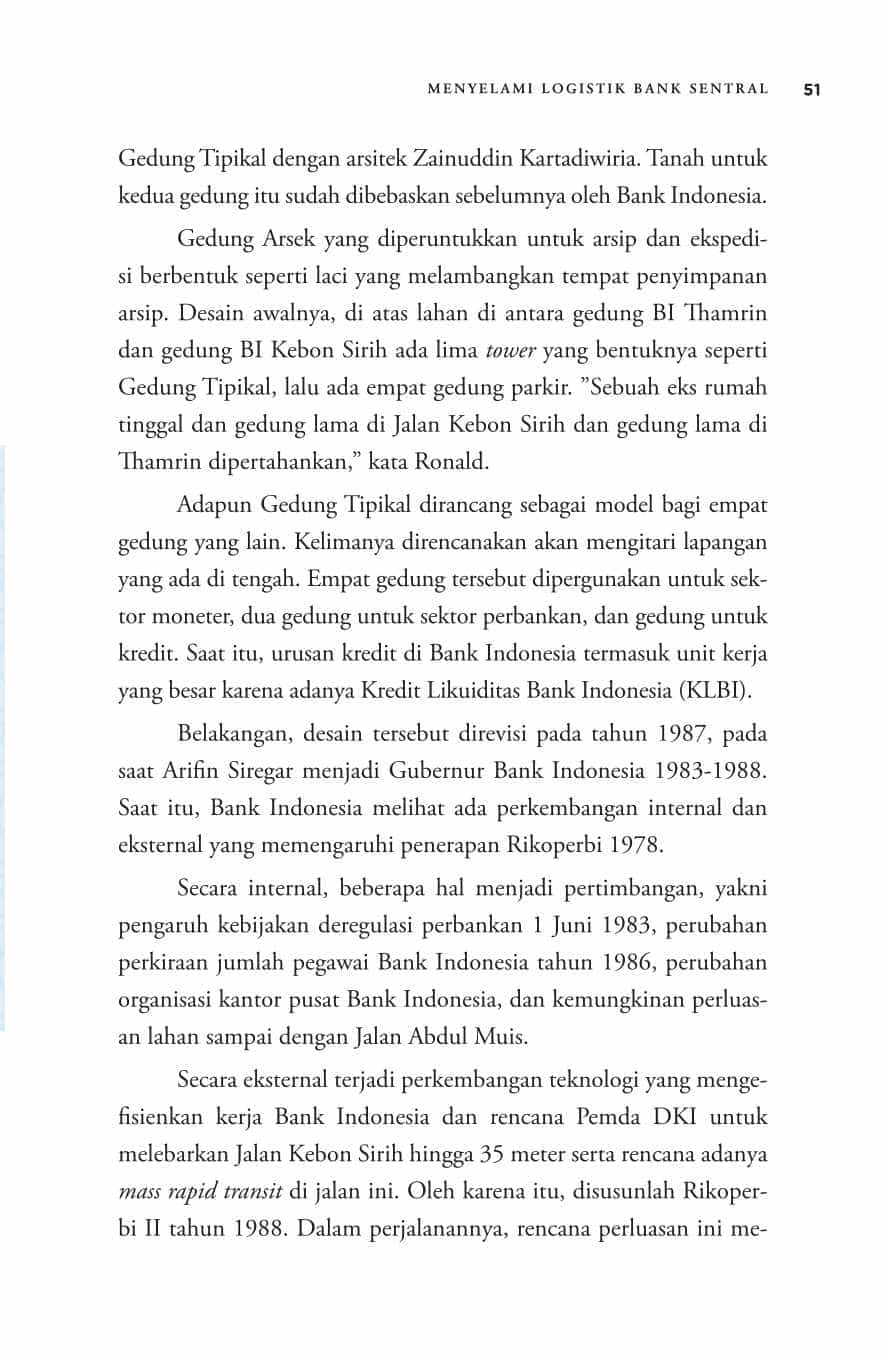 MENYELAMI LOGISTIK BANK SENTRAL 51
Gedung Tipikal dengan arsitek Zainuddin Kartadiwiria. Tanah untuk
kedua gedung itu sudah dibebaskan sebelumnya oleh Bank Indonesia.
Gedung Arsek yang diperuntukkan untuk arsip dan ekspedi-
si berbentuk seperti laci yang melambangkan tempat penyimpanan
arsip. Desain awalnya, di atas lahan di antara gedung BI Thamrin
dan gedung BI Kebon Sirih ada lima tower yang bentuknya seperti
Gedung Tipikal, lalu ada empat gedung parkir. ”Sebuah eks rumah
tinggal dan gedung lama di Jalan Kebon Sirih dan gedung lama di
Thamrin dipertahankan,” kata Ronald.
Adapun Gedung Tipikal dirancang sebagai model bagi empat
gedung yang lain. Kelimanya direncanakan akan mengitari lapangan
yang ada di tengah. Empat gedung tersebut dipergunakan untuk sek-
tor moneter, dua gedung untuk sektor perbankan, dan gedung untuk
kredit. Saat itu, urusan kredit di Bank Indonesia termasuk unit kerja
yang besar karena adanya Kredit Likuiditas Bank Indonesia (KLBI).
Belakangan, desain tersebut direvisi pada tahun 1987, pada
saat Arifin Siregar menjadi Gubernur Bank Indonesia 1983-1988.
Saat itu, Bank Indonesia melihat ada perkembangan internal dan
eksternal yang memengaruhi penerapan Rikoperbi 1978.
Secara internal, beberapa hal menjadi pertimbangan, yakni
pengaruh kebijakan deregulasi perbankan 1 Juni 1983, perubahan
perkiraan jumlah pegawai Bank Indonesia tahun 1986, perubahan
organisasi kantor pusat Bank Indonesia, dan kemungkinan perluas-
an lahan sampai dengan Jalan Abdul Muis.
Secara eksternal terjadi perkembangan teknologi yang menge-
fisienkan kerja Bank Indonesia dan rencana Pemda DKI untuk
melebarkan Jalan Kebon Sirih hingga 35 meter serta rencana adanya
mass rapid transit di jalan ini. Oleh karena itu, disusunlah Rikoper-
bi II tahun 1988. Dalam perjalanannya, rencana perluasan ini me-